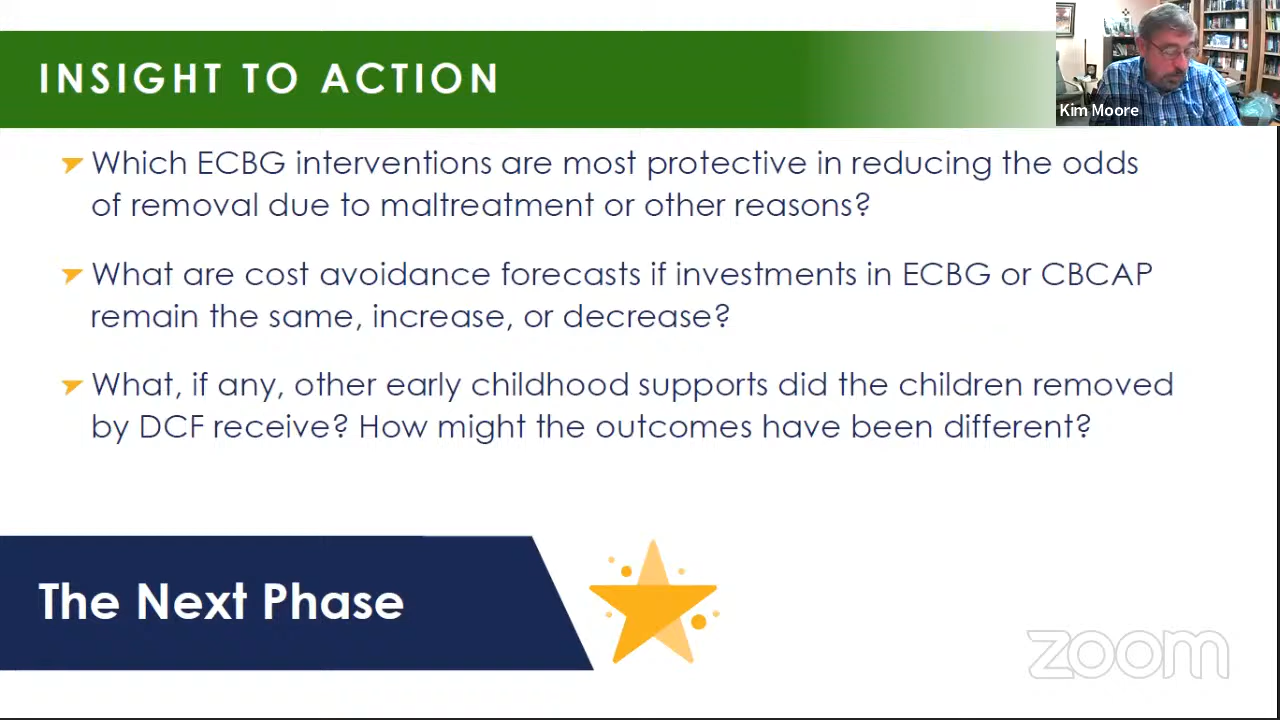 INSIGHT TO ACTION
Kim Moore
Which ECBG interventions are most protective in reducing the odds
of removal due to maltreatment or other reasons?
What are cost avoidance forecasts if investments in ECBG or CBCAP
remain the same, increase, or decrease?
What, if any, other early childhood supports did the children removed
by DCF receive? How might the outcomes have been different?
The Next Phase
zoom